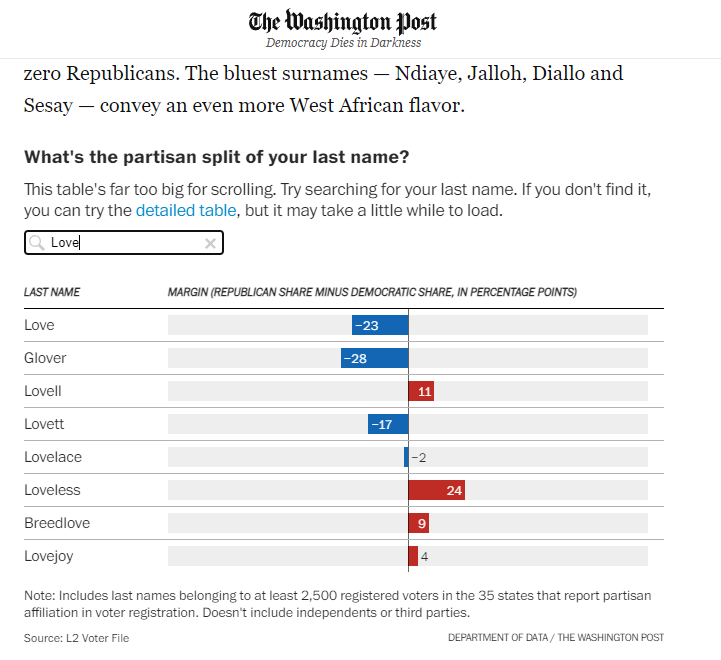 The Washington Post
Democracy Dies in Darkness
zero Republicans. The bluest surnames — Ndiaye, Jalloh, Diallo and
Sesay — convey an even more West African flavor.
What's the partisan split of your last name?
This table's far too big for scrolling. Try searching for your last name. If you don't find it,
you can try the detailed table, but it may take a little while to load.
Love
LAST NAME MARGIN (REPUBLICAN SHARE MINUS DEMOCRATIC SHARE, IN PERCENTAGE POINTS)
Love −23
Glover −28
Lovell 11
Lovett −17
Lovelace −2
Loveless 24
Breedlove 9
Lovejoy 4
Note: Includes last names belonging to at least 2,500 registered voters in the 35 states that report partisan
affiliation in voter registration. Doesn't include independents or third parties.
Source: L2 Voter File DEPARTMENT OF DATA / THE WASHINGTON POST